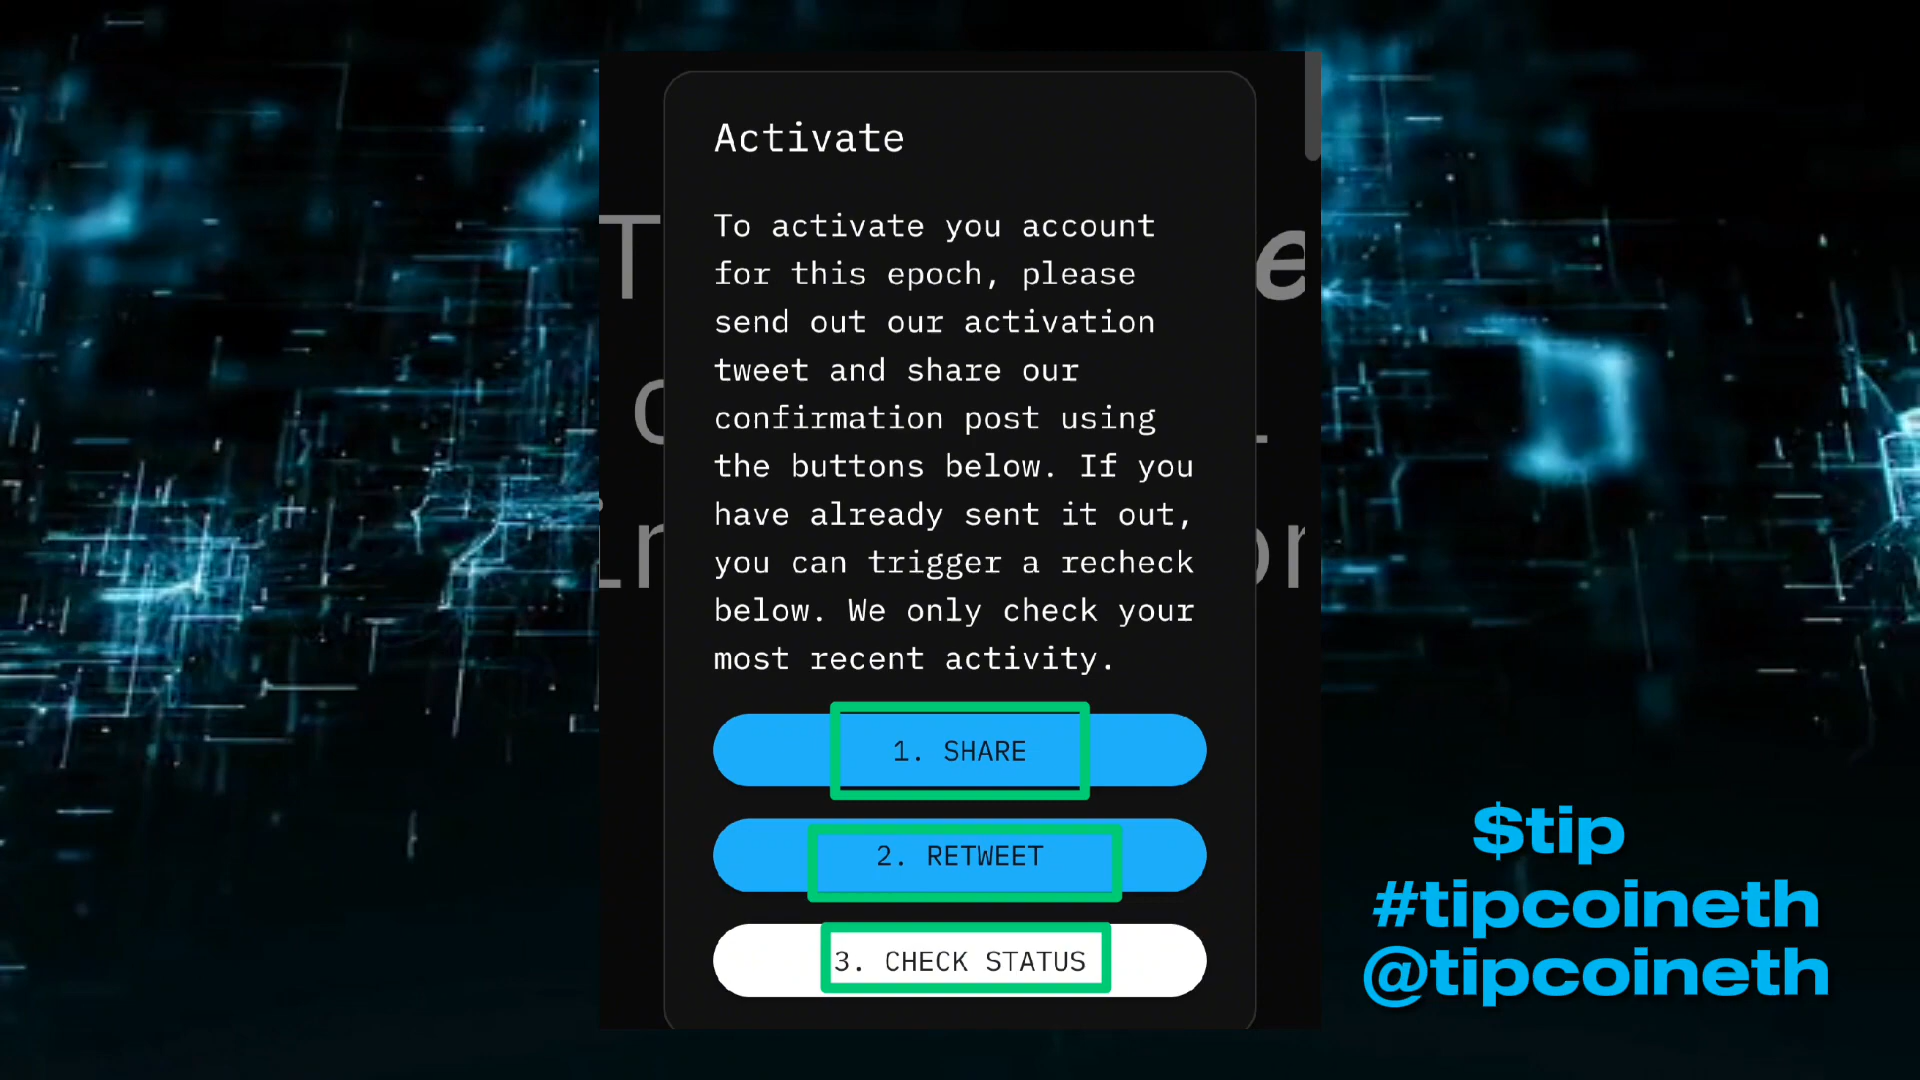 Activate
To activate you account
for this epoch, please
send out our activation
tweet and share our
confirmation post using
the buttons below. If you
have already sent it out,
you can trigger a recheck
below. We only check your
most recent activity.
1. SHARE
2. RETWEET
3. CHECK STATUS
$tip
#tipcoineth
@tipcoineth